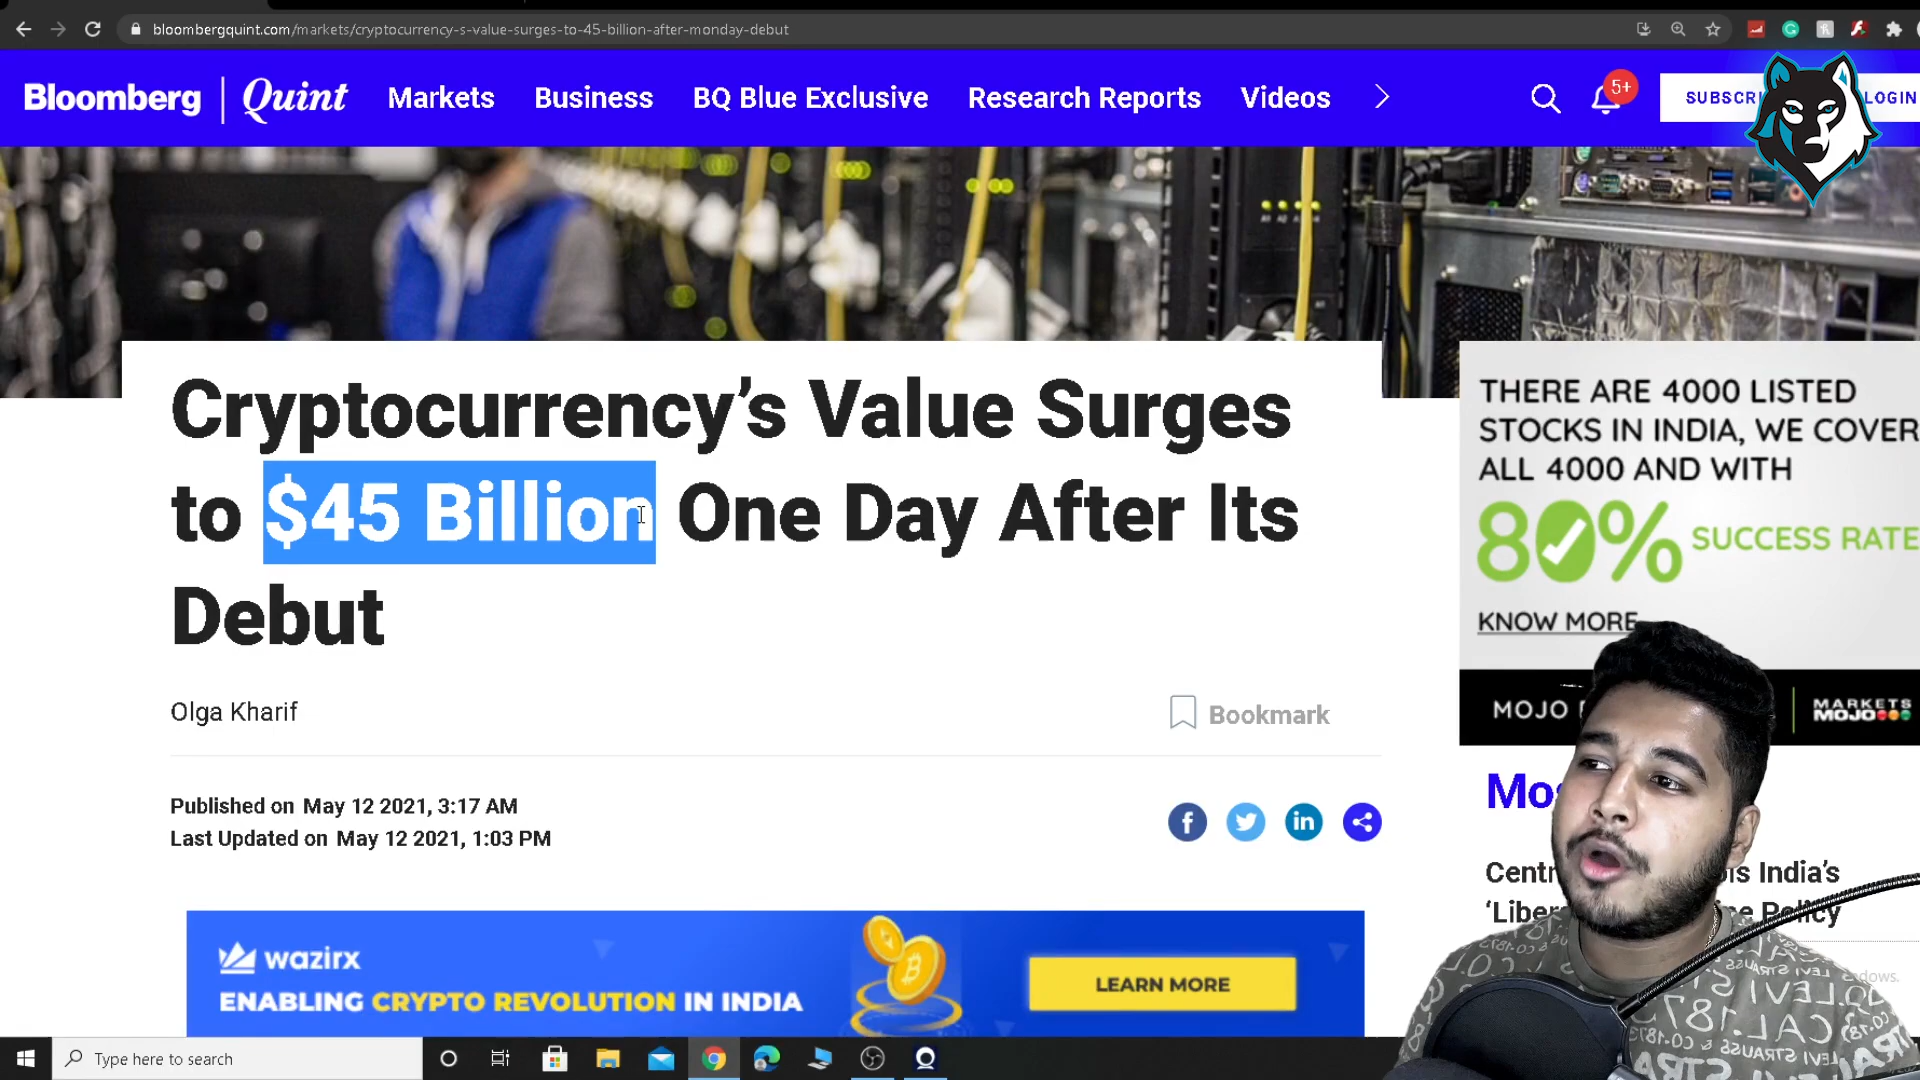 bloombergquint.com/markets/cryptocurrency-s-value-surges-to-45-billion-after-monday-debut
Bloomberg | Quint Markets Business BQ Blue Exclusive Research Reports Videos
5+
LOGIN
Cryptocurrency’s Value Surges
to $45 Billion One Day After Its
Debut
Olga Kharif
Bookmark
Published on May 12 2021, 3:17 AM
Last Updated on May 12 2021, 1:03 PM
THERE ARE 4000 LISTED
STOCKS IN INDIA, WE COVER
ALL 4000 AND WITH
80% SUCCESS RATE
KNOW MORE
MOJO
MARKETS
MOJO
India’s
Policy
wazirx
ENABLING CRYPTO REVOLUTION IN INDIA
LEARN MORE
Type here to search